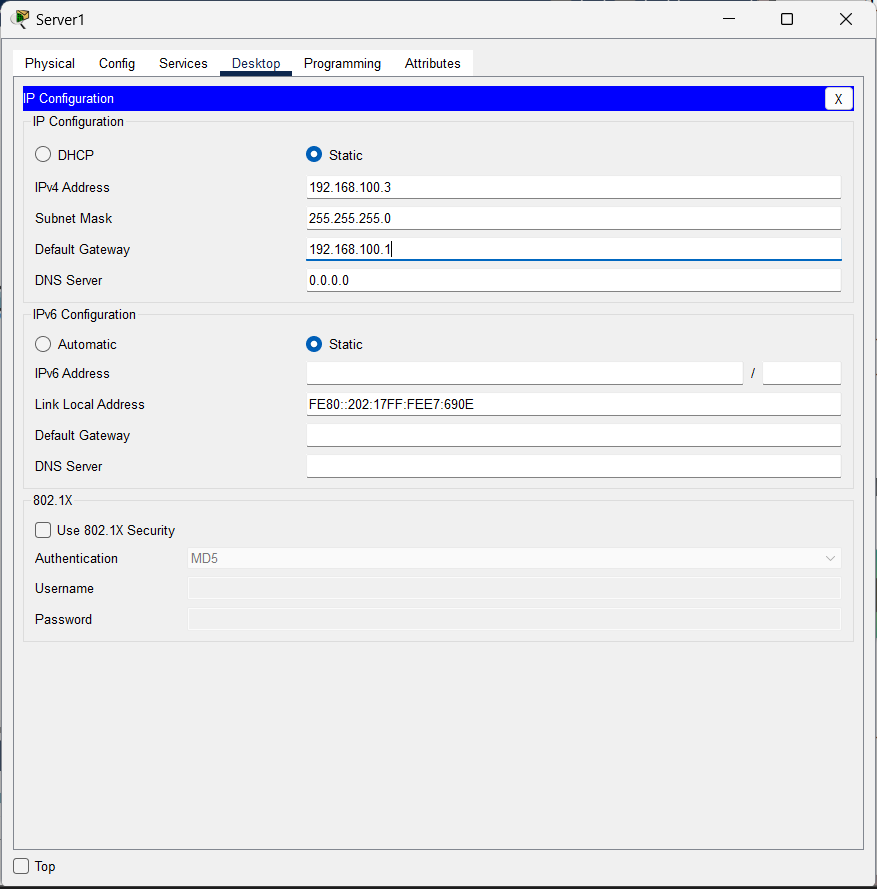 Server1
Physical Config Services Desktop Programming Attributes
IP Configuration X
IP Configuration
DHCP Static
IPv4 Address 192.168.100.3
Subnet Mask 255.255.255.0
Default Gateway 192.168.100.1
DNS Server 0.0.0.0
IPv6 Configuration
Automatic Static
IPv6 Address /
Link Local Address FE80::202:17FF:FEE7:690E
Default Gateway
DNS Server
802.1X
Use 802.1X Security
Authentication MD5
Username
Password
Top